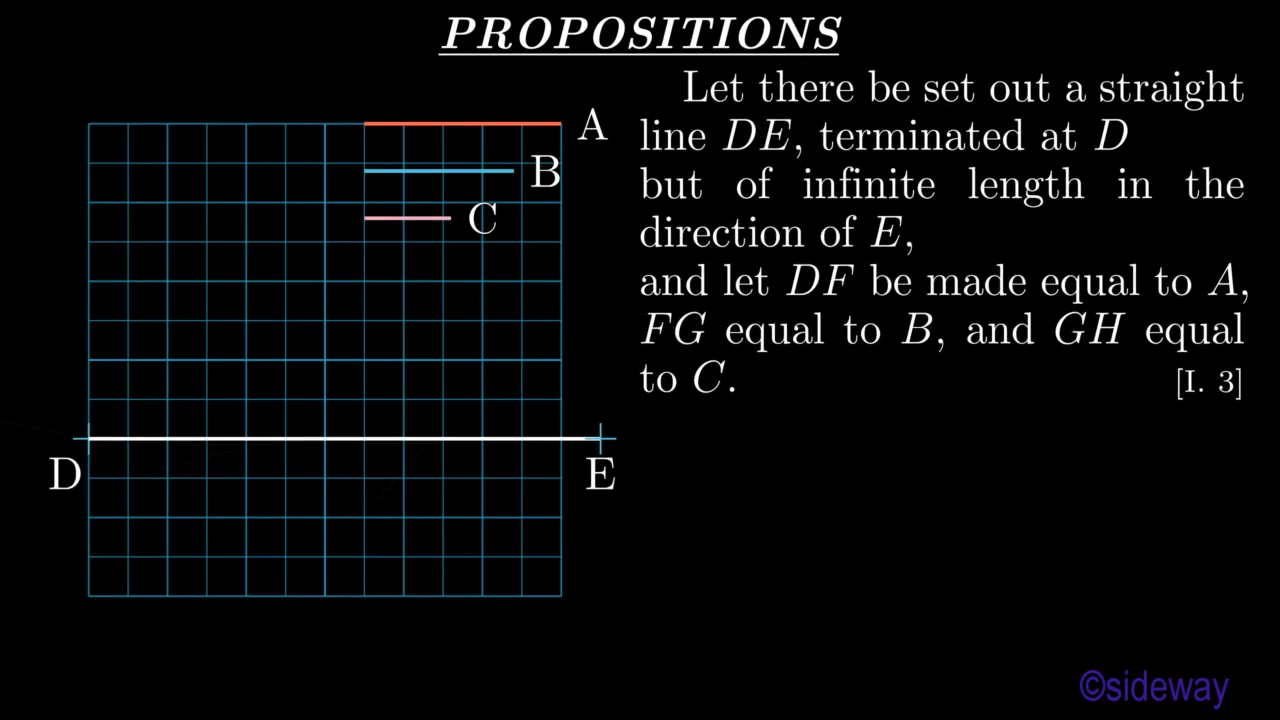 PROPOSITIONS
Let there be set out a straight
line DE, terminated at D
but of infinite length in the
direction of E,
and let DF be made equal to A,
FG equal to B, and GH equal
to C. [I. 3]
A
B
C
D
E
©sideway